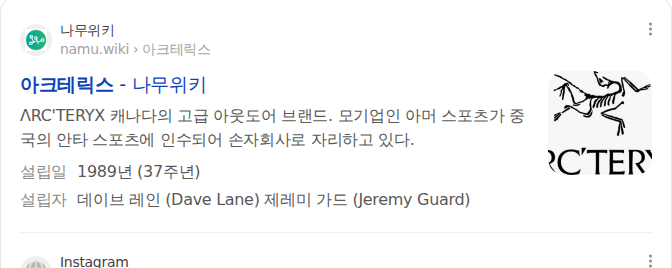 나무위키
namu.wiki › 아크테릭스
아크테릭스 - 나무위키
ΛRC'TERYX 캐나다의 고급 아웃도어 브랜드. 모기업인 아머 스포츠가 중
국의 안타 스포츠에 인수되어 손자회사로 자리하고 있다.
RC'TERY
설립일 1989년 (37주년)
설립자 데이브 레인 (Dave Lane) 제레미 가드 (Jeremy Guard)
Instagram